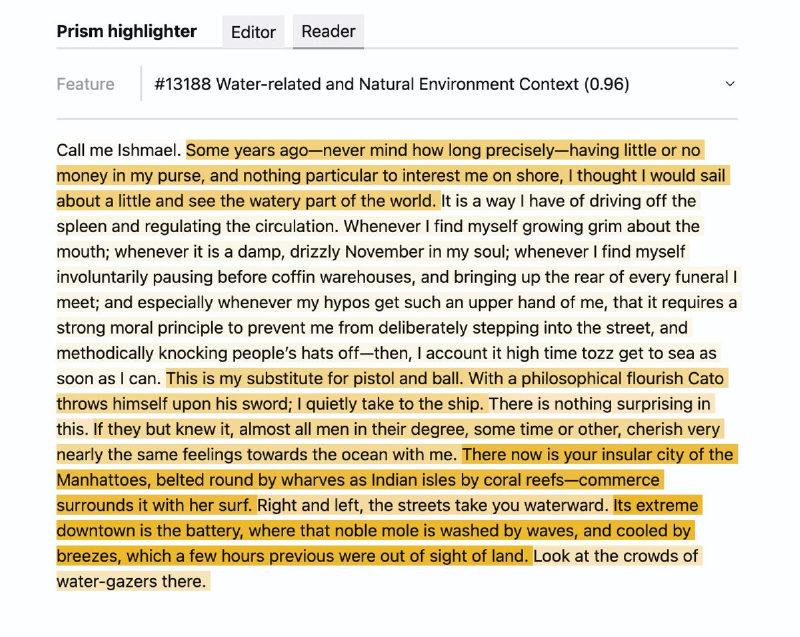 Prism highlighter Editor Reader
Feature #13188 Water-related and Natural Environment Context (0.96)
Call me Ishmael. Some years ago—never mind how long precisely—having little or no
money in my purse, and nothing particular to interest me on shore, I thought I would sail
about a little and see the watery part of the world. It is a way I have of driving off the
spleen and regulating the circulation. Whenever I find myself growing grim about the
mouth; whenever it is a damp, drizzly November in my soul; whenever I find myself
involuntarily pausing before coffin warehouses, and bringing up the rear of every funeral I
meet; and especially whenever my hypos get such an upper hand of me, that it requires a
strong moral principle to prevent me from deliberately stepping into the street, and
methodically knocking people’s hats off—then, I account it high time tozz get to sea as
soon as I can. This is my substitute for pistol and ball. With a philosophical flourish Cato
throws himself upon his sword; I quietly take to the ship. There is nothing surprising in
this. If they but knew it, almost all men in their degree, some time or other, cherish very
nearly the same feelings towards the ocean with me. There now is your insular city of the
Manhattoes, belted round by wharves as Indian isles by coral reefs—commerce
surrounds it with her surf. Right and left, the streets take you waterward. Its extreme
downtown is the battery, where that noble mole is washed by waves, and cooled by
breezes, which a few hours previous were out of sight of land. Look at the crowds of
water-gazers there.